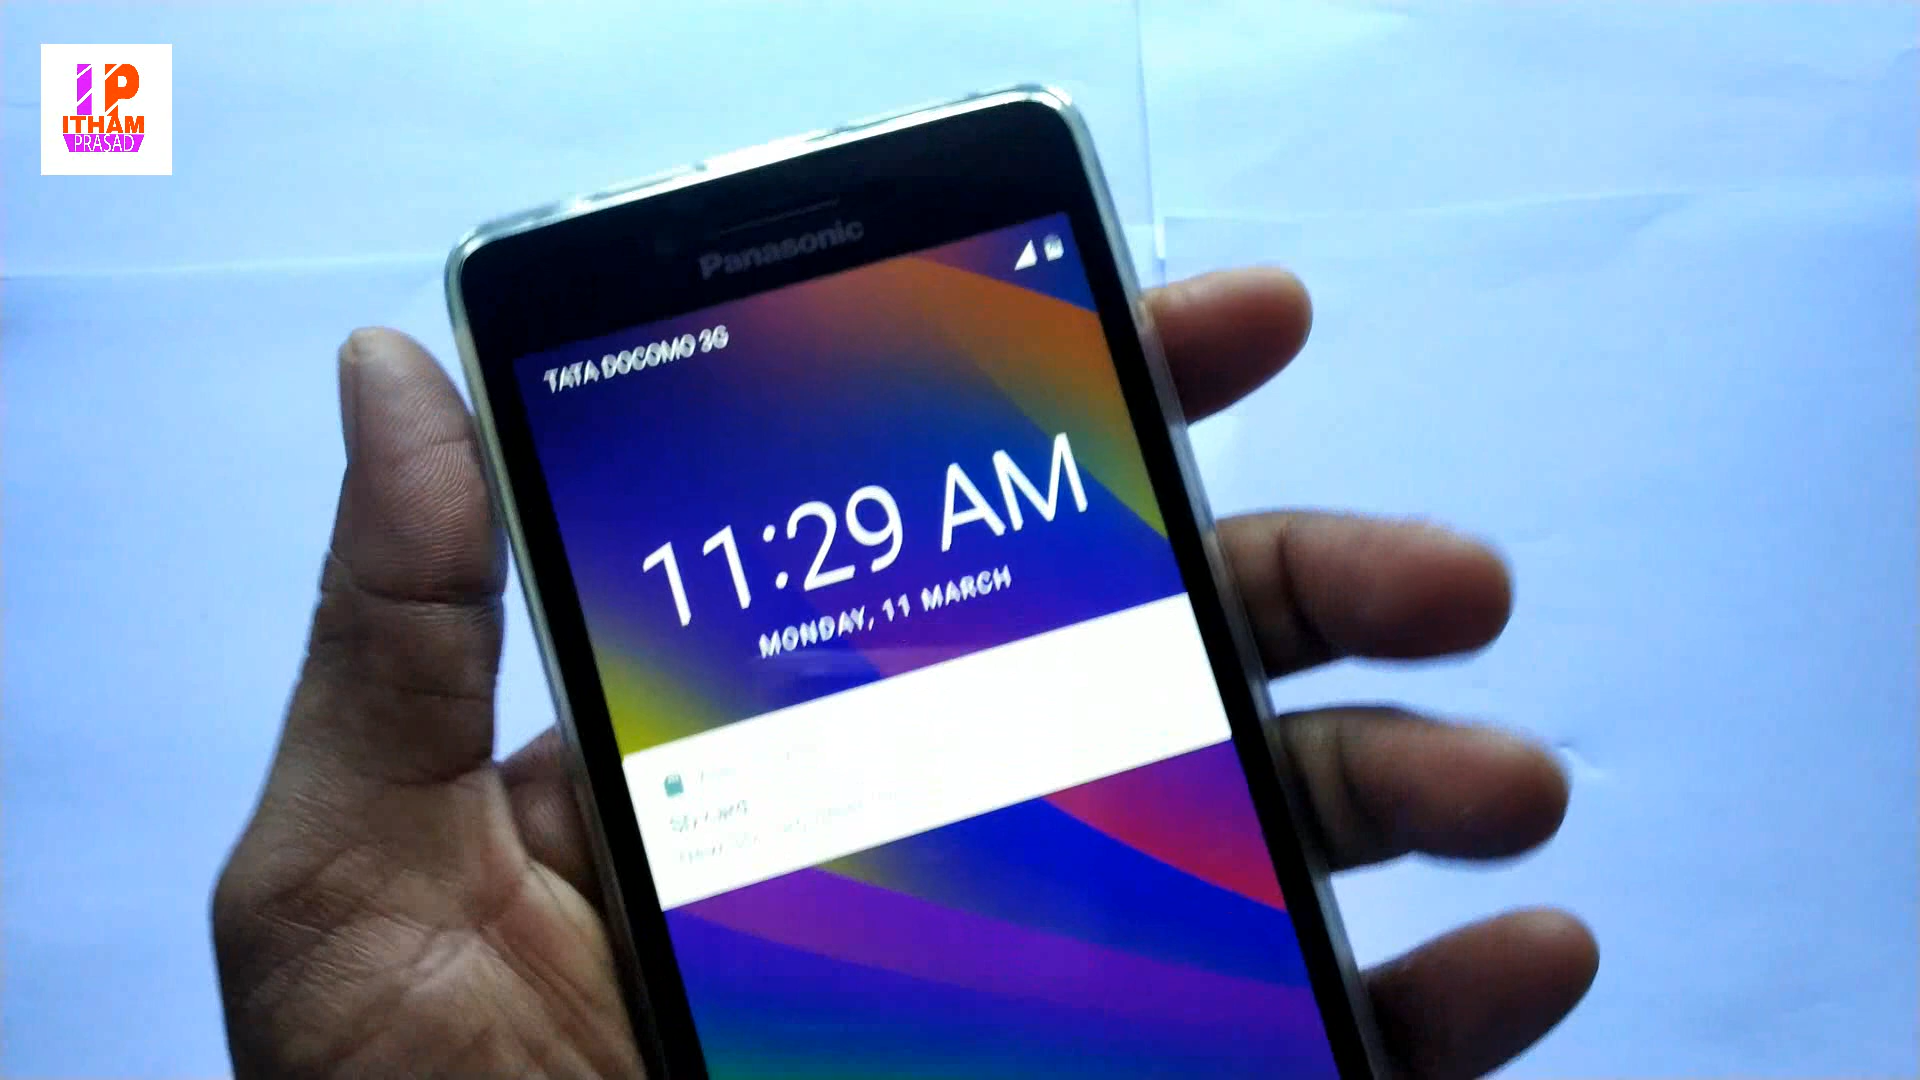 IP
ITHAM
PRASAD
Panasonic
TATA DOCOMO 3G
11:29 AM
MONDAY, 11 MARCH